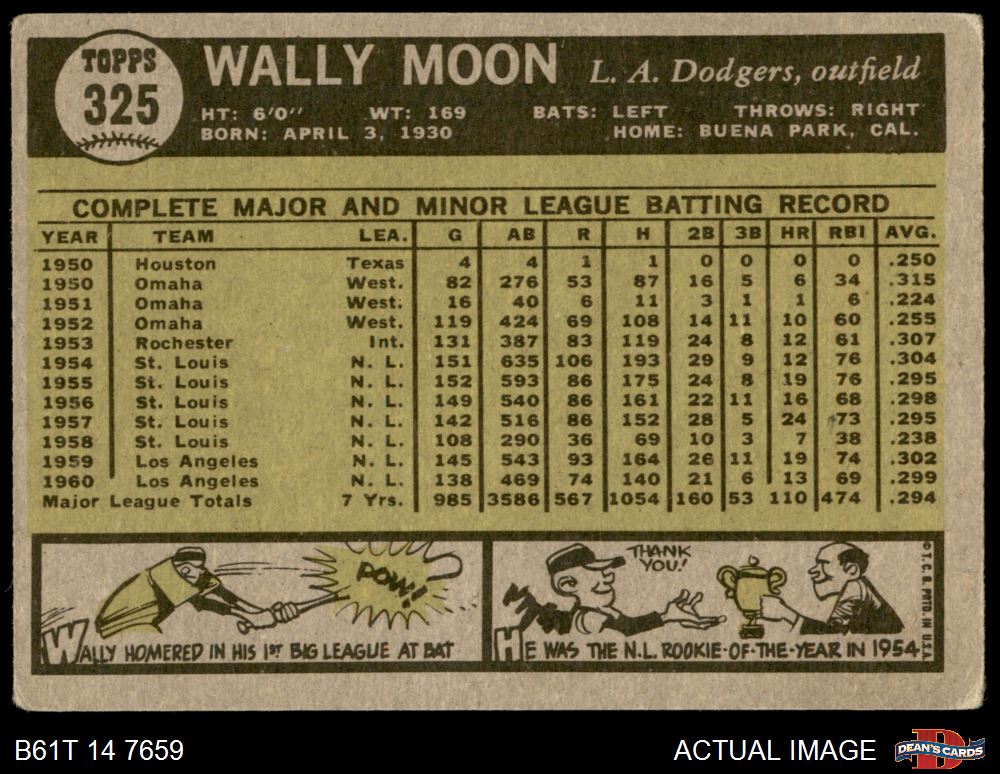 TOPPS
325
WALLY MOON
L. A. Dodgers, outfield
HT: 6'0" WT: 169 BATS: LEFT THROWS: RIGHT
BORN: APRIL 3, 1930 HOME: BUENA PARK, CAL.
COMPLETE MAJOR AND MINOR LEAGUE BATTING RECORD
YEAR TEAM LEA. G AB R H 2B 3B HR RBI AVG.
1950 Houston Texas 4 4 1 1 0 0 0 0 .250
1950 Omaha West. 82 276 53 87 16 5 6 34 .315
1951 Omaha West. 16 40 6 11 3 1 1 6 .224
1952 Omaha West. 119 424 69 108 14 11 10 60 .255
1953 Rochester Int. 131 387 83 119 24 8 12 61 .307
1954 St. Louis N. L. 151 635 106 193 29 9 12 76 .304
1955 St. Louis N. L. 152 593 86 175 24 8 19 76 .295
1956 St. Louis N. L. 149 540 86 161 22 11 16 68 .298
1957 St. Louis N. L. 142 516 86 152 28 5 24 73 .295
1958 St. Louis N. L. 108 290 36 69 10 3 7 38 .238
1959 Los Angeles N. L. 145 543 93 164 26 11 19 74 .302
1960 Los Angeles N. L. 138 469 74 140 21 6 13 69 .299
Major League Totals 7 Yrs. 985 3586 567 1054 160 53 110 474 .294
POW!!
WALLY HOMERED IN HIS 1ST BIG LEAGUE AT BAT
THANK
YOU!
HE WAS THE N.L. ROOKIE-OF-THE-YEAR IN 1954
© T.C.G. PRTD. IN U.S.A.
B61T 14 7659
ACTUAL IMAGE
D
DEAN'S CARDS